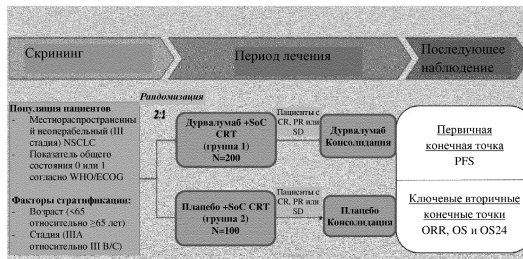 Скрининг
Период лечения
Последующее
наблюдение
Популяция пациентов
- Местнораспространенны
й неоперабельный (III
стадия) NSCLC
- Показатель общего
состояния 0 или 1
согласно WHO/ECOG
Факторы стратификации:
- Возраст (<65
относительно ≥65 лет)
- Стадия (IIIA
относительно III B/C)
Рандомизация
2:1
Дурвалумаб +SoC
CRT
(группа 1)
N=200
Пациенты с
CR, PR или
SD
Дурвалумаб
Консолидация
Плацебо +SoC CRT
(группа 2)
N=100
Пациенты с
CR, PR или
SD
Плацебо
Консолидация
Первичная
конечная точка
PFS
Ключевые вторичные
конечные точки
ORR, OS и OS24